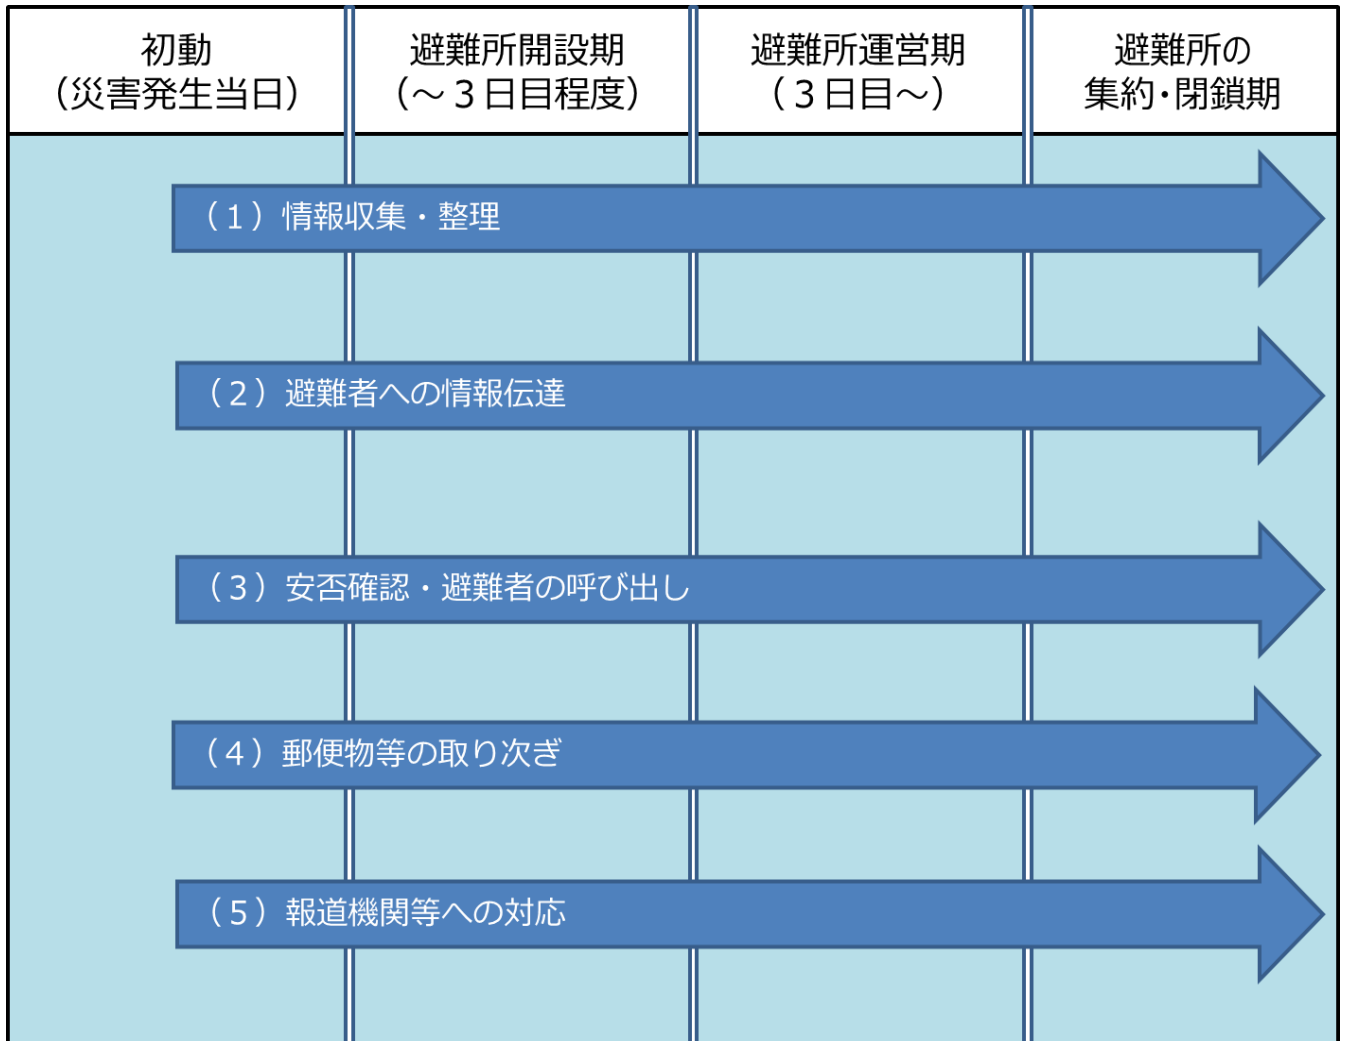 初動
（災害発生当日）
避難所開設期
（～３日目程度）
避難所運営期
（３日目～）
避難所の
集約･閉鎖期
（１）情報収集・整理
（２）避難者への情報伝達
（３）安否確認・避難者の呼び出し
（４）郵便物等の取り次ぎ
（５）報道機関等への対応